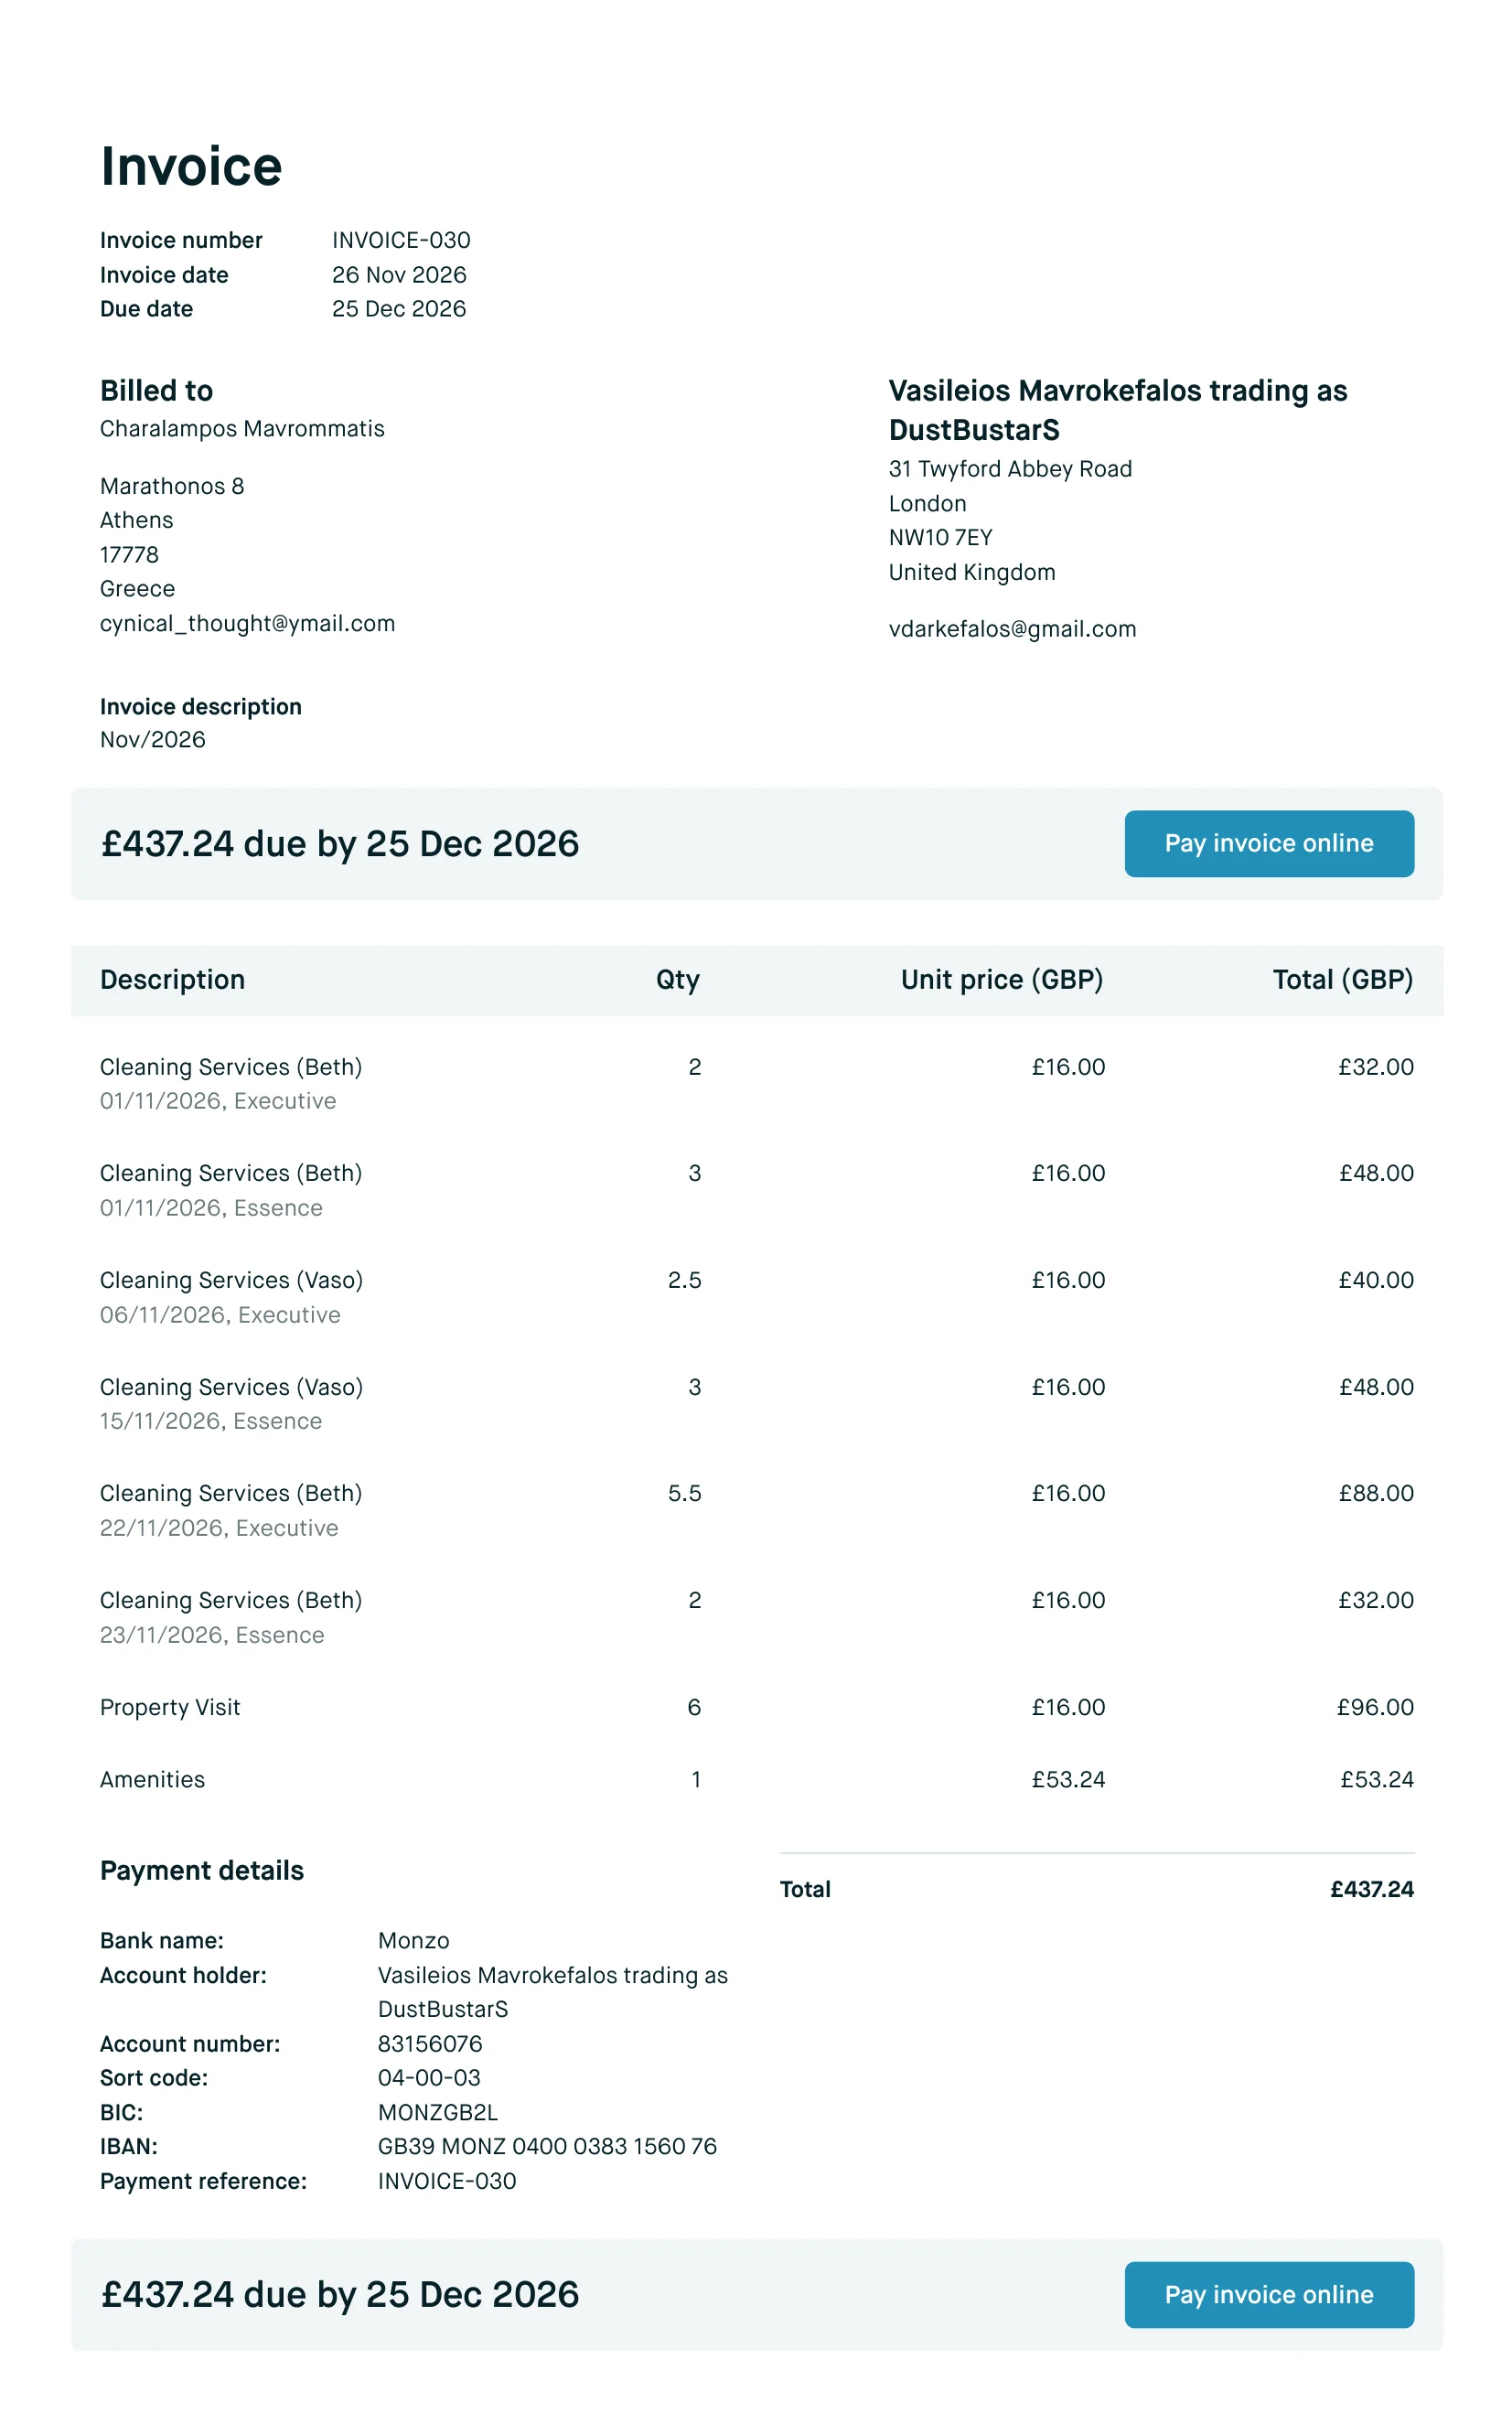 Invoice
Invoice number INVOICE-030
Invoice date 26 Nov 2026
Due date 25 Dec 2026
Billed to
Charalampos Mavrommatis
Marathonos 8
Athens
17778
Greece
cynical_thought@ymail.com
Vasileios Mavrokefalos trading as
DustBustarS
31 Twyford Abbey Road
London
NW10 7EY
United Kingdom
vdarkefalos@gmail.com
Invoice description
Nov/2026
£437.24 due by 25 Dec 2026 Pay invoice online
Description Qty Unit price (GBP) Total (GBP)
Cleaning Services (Beth) 2 £16.00 £32.00
01/11/2026, Executive
Cleaning Services (Beth) 3 £16.00 £48.00
01/11/2026, Essence
Cleaning Services (Vaso) 2.5 £16.00 £40.00
06/11/2026, Executive
Cleaning Services (Vaso) 3 £16.00 £48.00
15/11/2026, Essence
Cleaning Services (Beth) 5.5 £16.00 £88.00
22/11/2026, Executive
Cleaning Services (Beth) 2 £16.00 £32.00
23/11/2026, Essence
Property Visit 6 £16.00 £96.00
Amenities 1 £53.24 £53.24
Total £437.24
Payment details
Bank name: Monzo
Account holder: Vasileios Mavrokefalos trading as
DustBustarS
Account number: 83156076
Sort code: 04-00-03
BIC: MONZGB2L
IBAN: GB39 MONZ 0400 0383 1560 76
Payment reference: INVOICE-030
£437.24 due by 25 Dec 2026 Pay invoice online